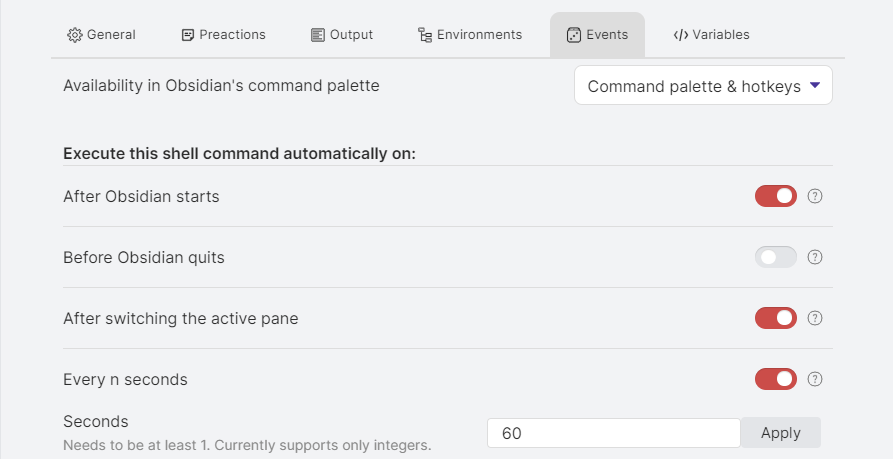 General Preactions Output Environments Events </> Variables
Availability in Obsidian's command palette Command palette & hotkeys
Execute this shell command automatically on:
After Obsidian starts ?
Before Obsidian quits ?
After switching the active pane ?
Every n seconds ?
Seconds
Needs to be at least 1. Currently supports only integers.
60 Apply